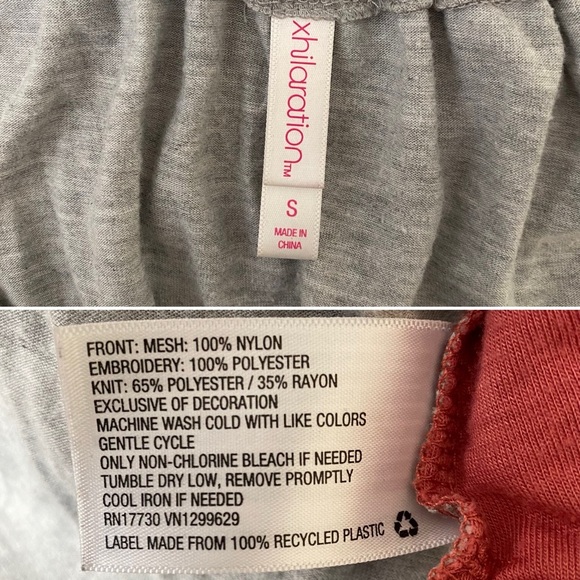 xhilaration™
S
MADE IN
CHINA
FRONT: MESH: 100% NYLON
EMBROIDERY: 100% POLYESTER
KNIT: 65% POLYESTER / 35% RAYON
EXCLUSIVE OF DECORATION
MACHINE WASH COLD WITH LIKE COLORS
GENTLE CYCLE
ONLY NON-CHLORINE BLEACH IF NEEDED
TUMBLE DRY LOW, REMOVE PROMPTLY
COOL IRON IF NEEDED
RN17730 VN1299629
LABEL MADE FROM 100% RECYCLED PLASTIC